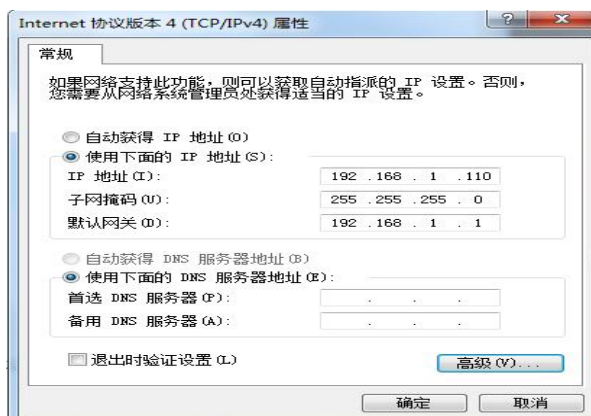 Internet 协议版本 4 (TCP/IPv4) 属性
常规
如果网络支持此功能，则可以获取自动指派的 IP 设置。否则，
您需要从网络系统管理员处获得适当的 IP 设置。
自动获得 IP 地址(O)
使用下面的 IP 地址(S):
IP 地址(I): 192 .168 . 1 .110
子网掩码(U): 255 .255 .255 . 0
默认网关(D): 192 .168 . 1 . 1
自动获得 DNS 服务器地址(B)
使用下面的 DNS 服务器地址(E):
首选 DNS 服务器(P): . . .
备用 DNS 服务器(A): . . .
退出时验证设置(L)
高级(V)...
确定 取消